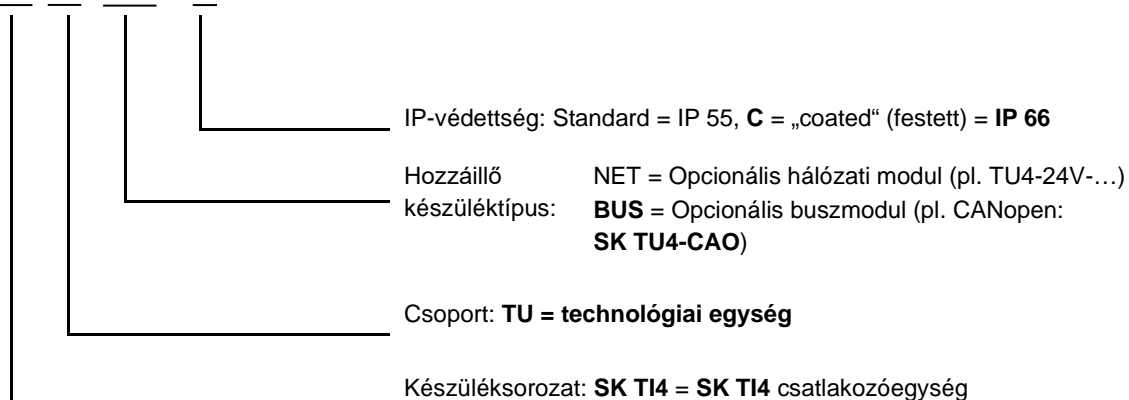 IP-védettség: Standard = IP 55, C = „coated“ (festett) = IP 66
Hozzáillő készüléktípus: NET = Opcionális hálózati modul (pl. TU4-24V-…)
BUS = Opcionális buszmodul (pl. CANopen:
SK TU4-CAO)
Csoport: TU = technológiai egység
Készüléksorozat: SK TI4 = SK TI4 csatlakozóegység